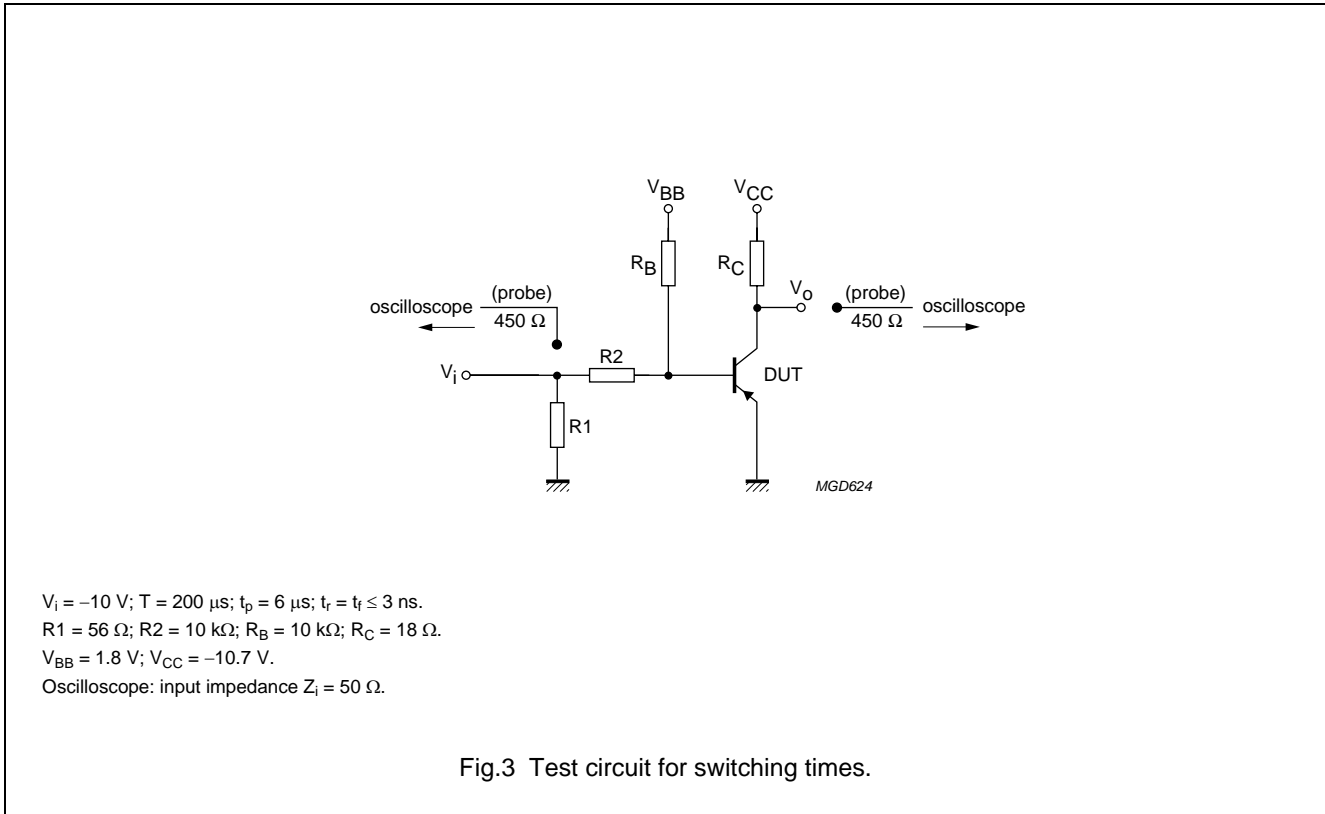 V_BB V_CC
R_B R_C
V_o
(probe) (probe)
oscilloscope oscilloscope
450 Ω 450 Ω
R2
V_i DUT
R1
MGD624
V_i = −10 V; T = 200 μs; t_p = 6 μs; t_r = t_f ≤ 3 ns.
R1 = 56 Ω; R2 = 10 kΩ; R_B = 10 kΩ; R_C = 18 Ω.
V_BB = 1.8 V; V_CC = −10.7 V.
Oscilloscope: input impedance Z_i = 50 Ω.
Fig.3 Test circuit for switching times.